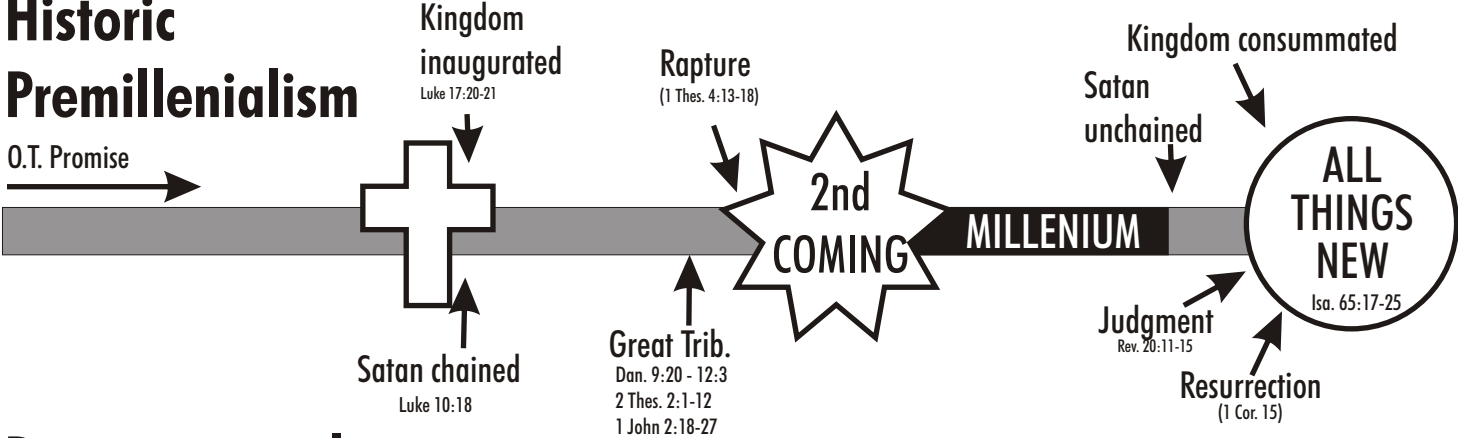 Historic
Premillenialism
O.T. Promise
Kingdom
inaugurated
Luke 17:20-21
Satan chained
Luke 10:18
Rapture
(1 Thes. 4:13-18)
Great Trib.
Dan. 9:20 - 12:3
2 Thes. 2:1-12
1 John 2:18-27
2nd
COMING
MILLENIUM
Satan
unchained
Kingdom consummated
Judgment
Rev. 20:11-15
Resurrection
(1 Cor. 15)
ALL
THINGS
NEW
Isa. 65:17-25